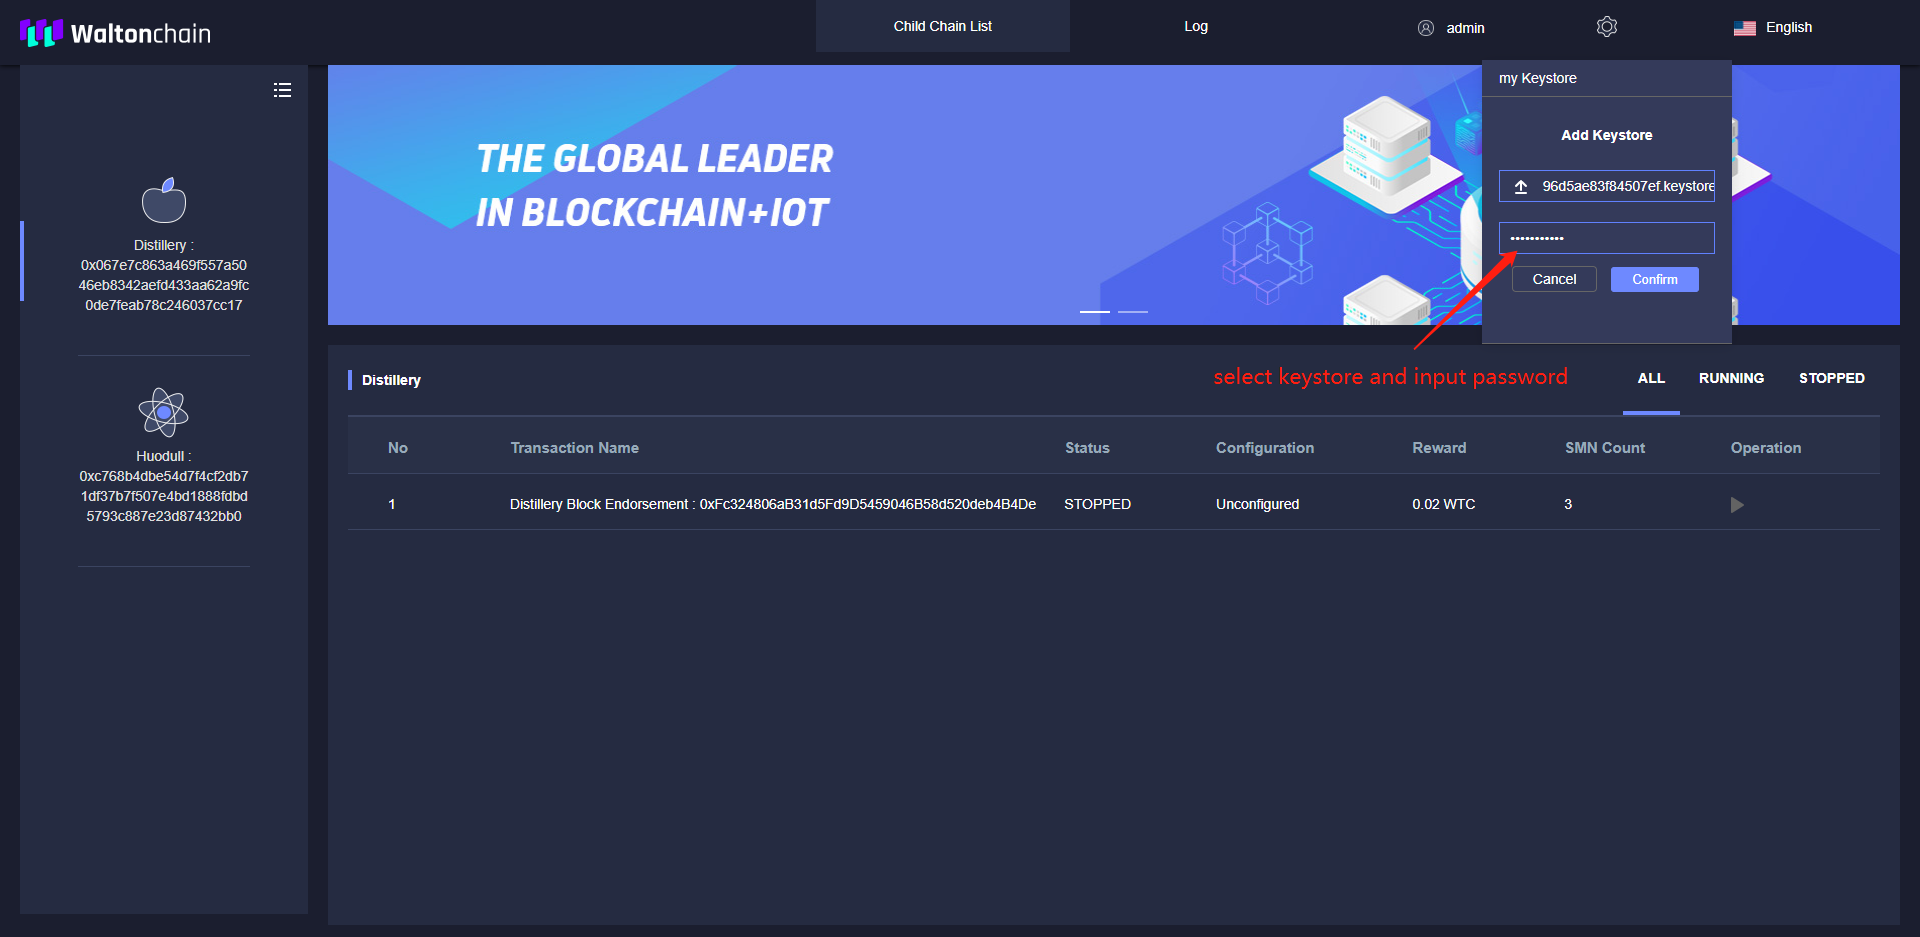 Waltonchain
Child Chain List
Log
admin
English
my Keystore
Add Keystore
96d5ae83f84507ef.keystore
•••••••••••
Cancel
Confirm
THE GLOBAL LEADER
IN BLOCKCHAIN+IOT
Distillery :
0x067e7c863a469f557a50
46eb8342aefd433aa62a9fc
0de7feab78c246037cc17
Huodull :
0xc768b4dbe54d7f4cf2db7
1df37b7f507e4bd1888fdbd
5793c887e23d87432bb0
select keystore and input password
Distillery
ALL
RUNNING
STOPPED
No
Transaction Name
Status
Configuration
Reward
SMN Count
Operation
1
Distillery Block Endorsement : 0xFc324806aB31d5Fd9D5459046B58d520deb4B4De
STOPPED
Unconfigured
0.02 WTC
3